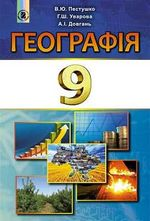 В.Ю. Пестушко
Г.Ш. Уварова
А.І. Довгань
ГЕОГРАФІЯ
9